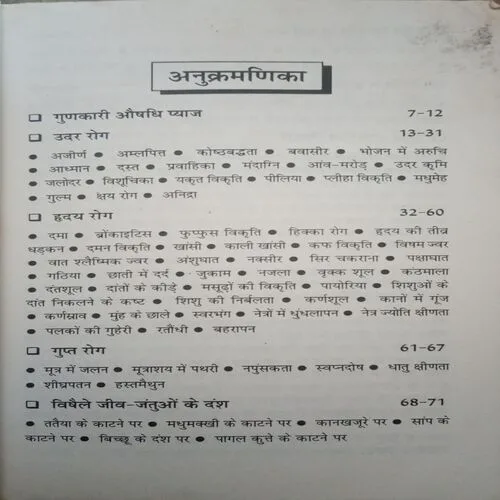 अनुक्रमणिका
❑ गुणकारी औषधि प्याज 7-12
❑ उदर रोग 13-31
● अजीर्ण ● अम्लपित्त ● कोष्ठबद्धता ● बवासीर ● भोजन में अरुचि
● आध्मान ● दस्त ● प्रवाहिका ● मंदाग्नि ● आंव-मरोड़ ● उदर कृमि
● जलोदर ● विशूचिका ● यकृत विकृति ● पीलिया ● प्लीहा विकृति ● मधुमेह
● गुल्म ● क्षय रोग ● अनिद्रा
❑ हृदय रोग 32-60
● दमा ● ब्रोंकाइटिस ● फुप्फुस विकृति ● हिक्का रोग ● हृदय की तीव्र
धड़कन ● दमन विकृति ● खांसी ● काली खांसी ● कफ विकृति ● विषम ज्वर
● वात श्लैष्मिक ज्वर ● अंशुघात ● नक्सीर ● सिर चकराना ● पक्षाघात
● गठिया ● छाती में दर्द ● जुकाम ● नजला ● वृक्क शूल ● कंठमाला
● दंतशूल ● दांतों के कीड़े ● मसूढ़ों की विकृति ● पायोरिया ● शिशुओं के
दांत निकलने के कष्ट ● शिशु की निर्बलता ● कर्णशूल ● कानों में गूंज
● कर्णस्राव ● मुंह के छाले ● स्वरभंग ● नेत्रों में धुंधलापन ● नेत्र ज्योति क्षीणता
● पलकों की गुहेरी ● रतौंधी ● बहरापन
❑ गुप्त रोग 61-67
● मूत्र में जलन ● मूत्राशय में पथरी ● नपुंसकता ● स्वप्नदोष ● धातु क्षीणता
● शीघ्रपतन ● हस्तमैथुन
❑ विषैले जीव-जंतुओं के दंश 68-71
● ततैया के काटने पर ● मधुमक्खी के काटने पर ● कानखजूरे पर ● सांप के
काटने पर ● बिच्छू के दंश पर ● पागल कुत्ते के काटने पर